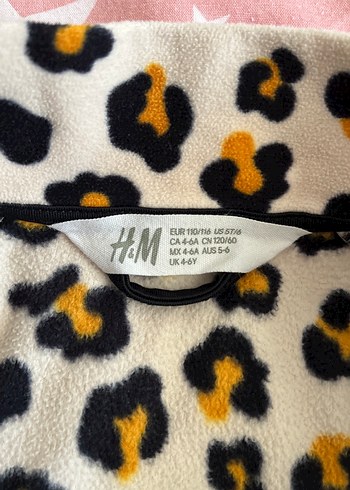 H&M
EUR 110/116 US S7/6
CA 4-6A CN 120/60
MX 4-6A AUS 5-6
UK 4-6Y